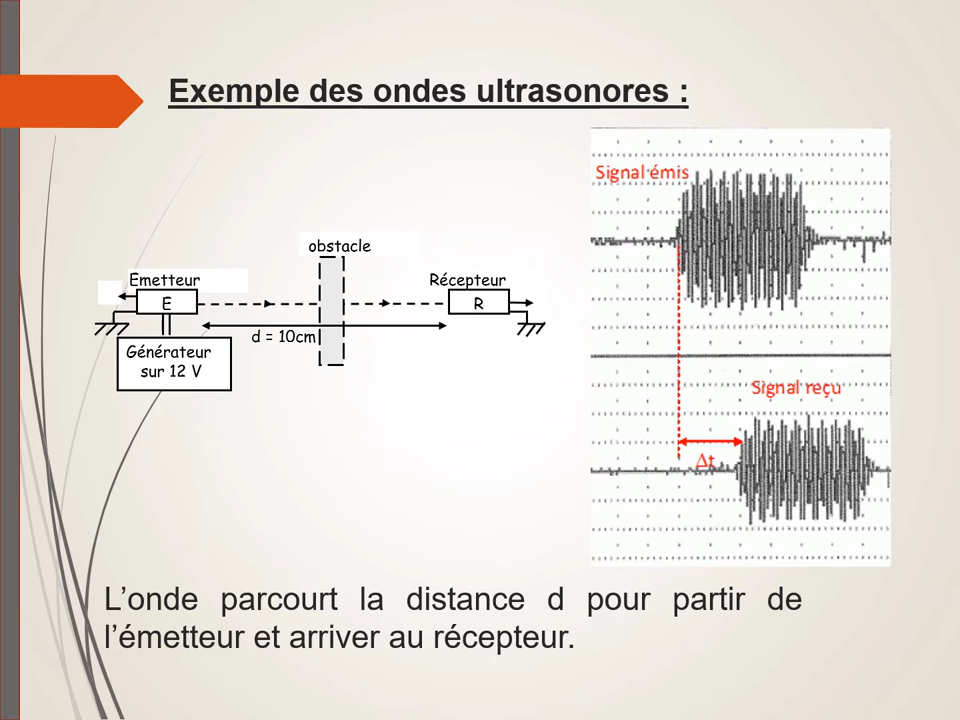 Exemple des ondes ultrasonores :
Signal émis
obstacle
Emetteur
Récepteur
E
R
d = 10cm
Générateur
sur 12 V
Signal reçu
Δt
L’onde parcourt la distance d pour partir de
l’émetteur et arriver au récepteur.